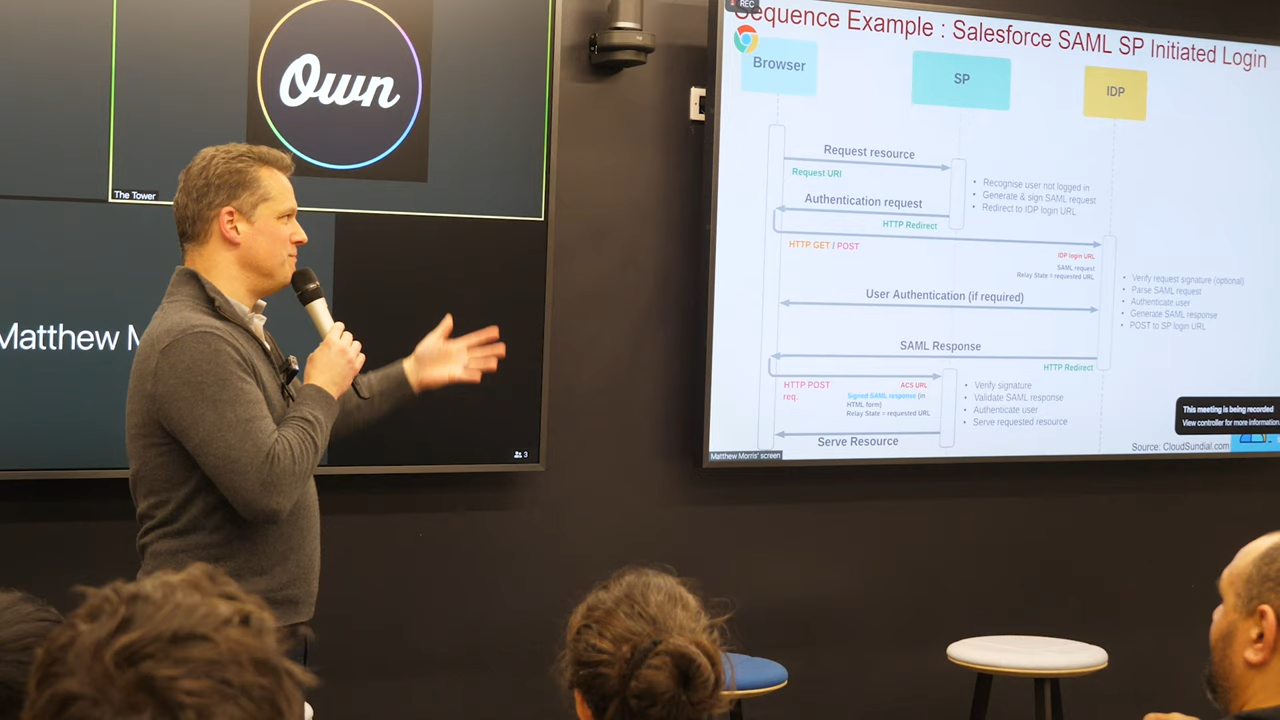 Own
The Tower
Matthew M
3
REC
Sequence Example : Salesforce SAML SP Initiated Login
Browser
SP
IDP
Request resource
Request URI
• Recognise user not logged in
• Generate & sign SAML request
• Redirect to IDP login URL
Authentication request
HTTP Redirect
HTTP GET / POST
IDP login URL
SAML request
Relay State = requested URL
• Verify request signature (optional)
• Parse SAML request
• Authenticate user
• Generate SAML response
• POST to SP login URL
User Authentication (if required)
SAML Response
HTTP Redirect
HTTP POST
req.
ACS URL
Signed SAML response (in
HTML form)
Relay State = requested URL
• Verify signature
• Validate SAML response
• Authenticate user
• Serve requested resource
Serve Resource
This meeting is being recorded
View controller for more information.
Source: CloudSundial.com
Matthew Morris' screen